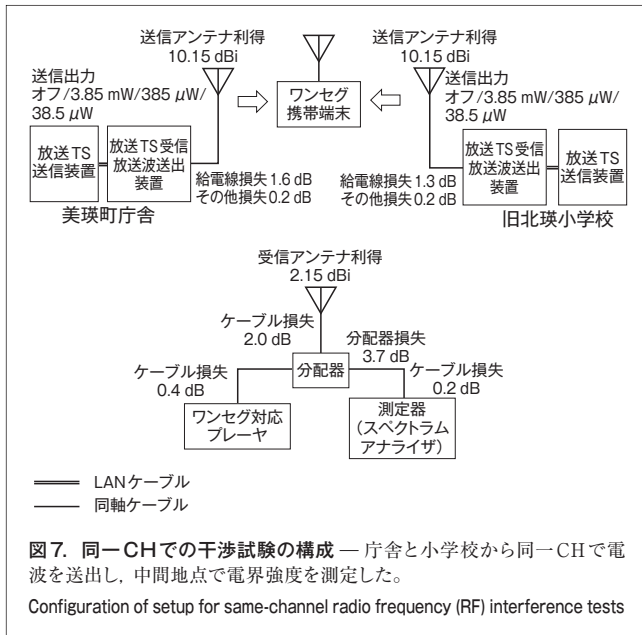 送信アンテナ利得
10.15 dBi
送信出力
オフ/3.85 mW/385 μW/
38.5 μW
放送TS
送信装置
放送TS受信
放送波送出
装置
給電線損失1.6 dB
その他損失0.2 dB
美瑛町庁舎
ワンセグ
携帯端末
送信アンテナ利得
10.15 dBi
送信出力
オフ/3.85 mW/385 μW/
38.5 μW
給電線損失1.3 dB
その他損失0.2 dB
放送TS受信
放送波送出
装置
放送TS
送信装置
旧北瑛小学校
受信アンテナ利得
2.15 dBi
ケーブル損失
2.0 dB
分配器損失
3.7 dB
分配器
ケーブル損失
0.4 dB
ケーブル損失
0.2 dB
ワンセグ対応
プレーヤ
測定器
(スペクトラム
アナライザ)
LANケーブル
同軸ケーブル
図7. 同一CHでの干渉試験の構成 — 庁舎と小学校から同一CHで電
波を送出し,中間地点で電界強度を測定した。
Configuration of setup for same-channel radio frequency (RF) interference tests